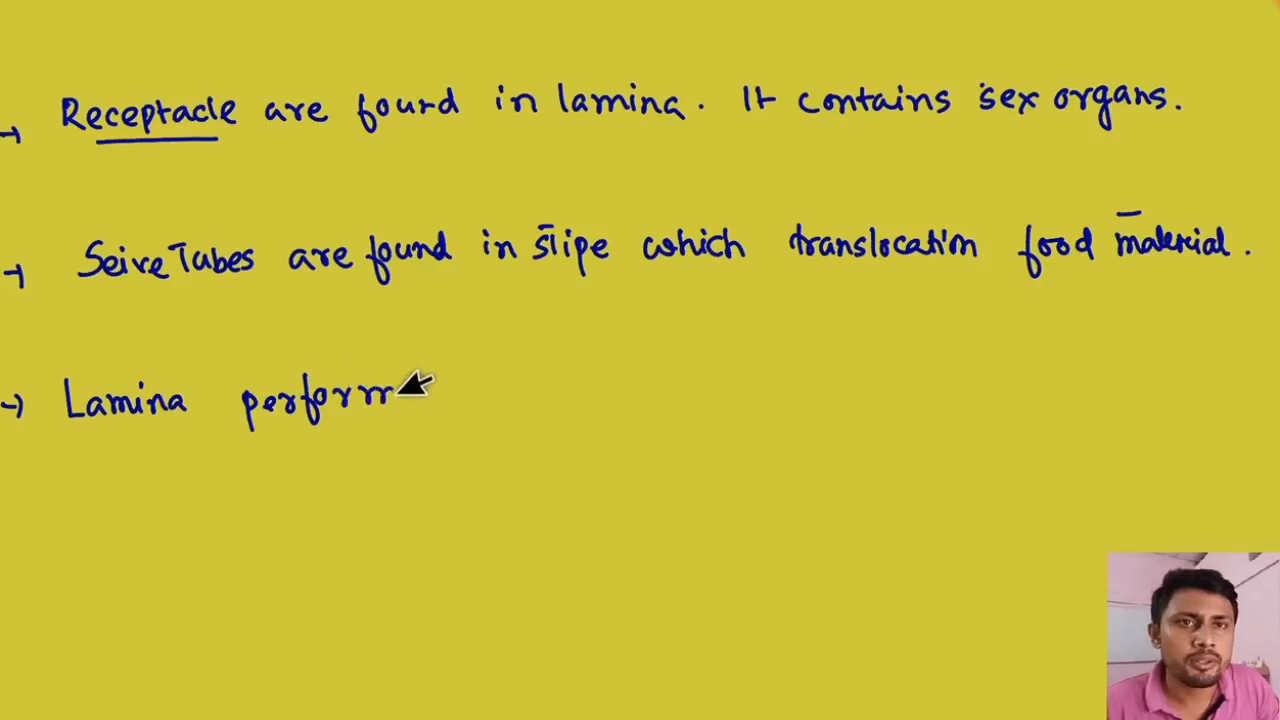 → Receptacle are found in lamina. It contains sex organs.
→ Seive Tubes are found in stipe which translocation food material.
→ Lamina perform